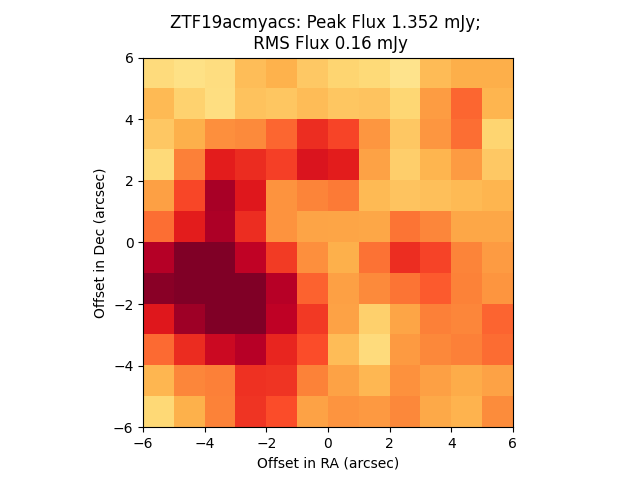 ZTF19acmyacs: Peak Flux 1.352 mJy;
RMS Flux 0.16 mJy
6
4
2
0
−2
−4
−6
Offset in Dec (arcsec)
−6 −4 −2 0 2 4 6
Offset in RA (arcsec)